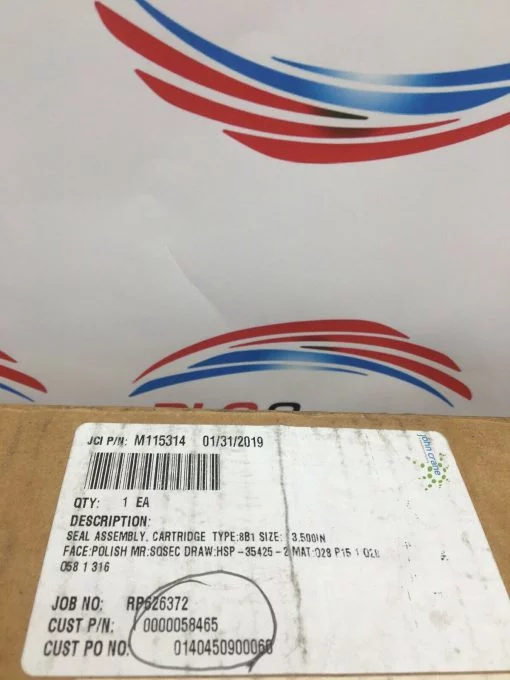 JCI P/N: M115314 01/31/2019
john crane
QTY: 1 EA
DESCRIPTION:
SEAL ASSEMBLY, CARTRIDGE TYPE:8B1 SIZE: 3.500IN
FACE:POLISH MR:SOSEC DRAW:HSP-35425-2 MAT:028 P15 1 028
058 1 316
JOB NO: RP626372
CUST P/N: 0000058465
CUST PO NO: 0140450900066